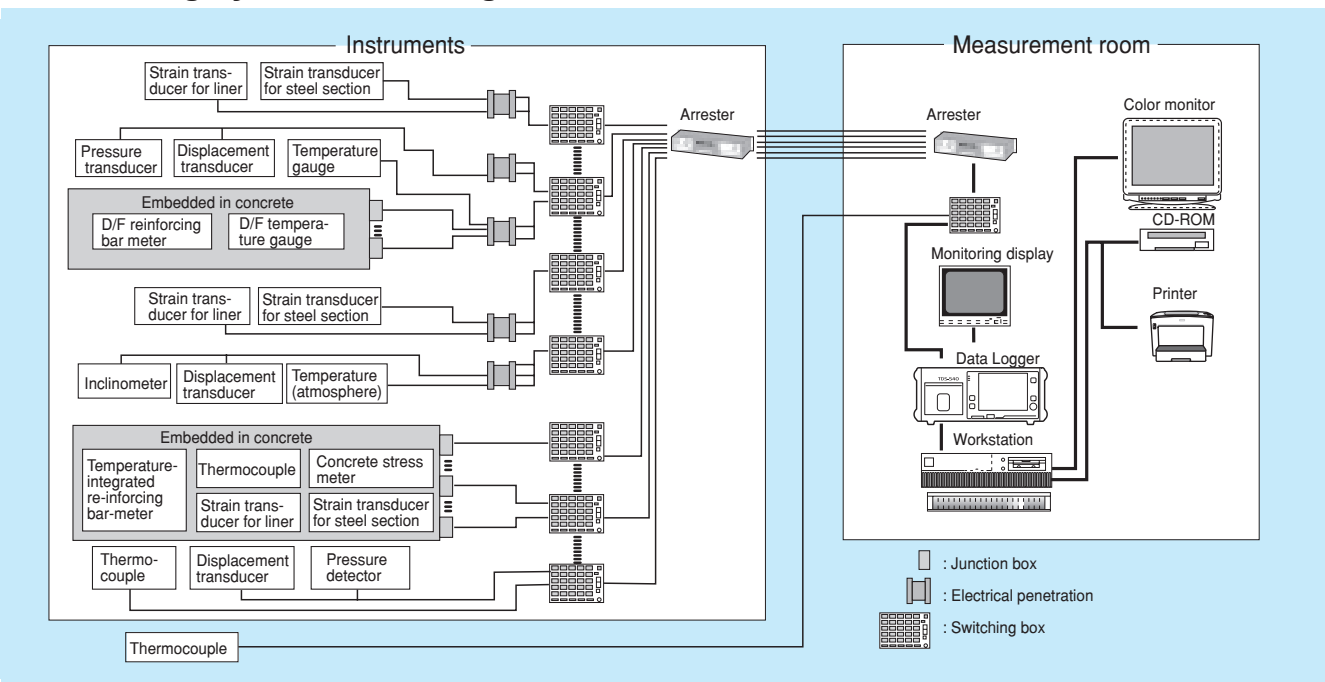 Instruments
Measurement room
Strain trans-
ducer for liner
Strain transducer
for steel section
Arrester
Arrester
Color monitor
Pressure
transducer
Displacement
transducer
Temperature
gauge
Embedded in concrete
D/F reinforcing
bar meter
D/F tempera-
ture gauge
CD-ROM
Monitoring display
Printer
Strain trans-
ducer for liner
Strain transducer
for steel section
Data Logger
TDS-540
Inclinometer
Displacement
transducer
Temperature
(atmosphere)
Workstation
Embedded in concrete
Temperature-
integrated
re-inforcing
bar-meter
Thermocouple
Concrete stress
meter
Strain trans-
ducer for liner
Strain transducer
for steel section
Thermo-
couple
Displacement
transducer
Pressure
detector
: Junction box
: Electrical penetration
: Switching box
Thermocouple